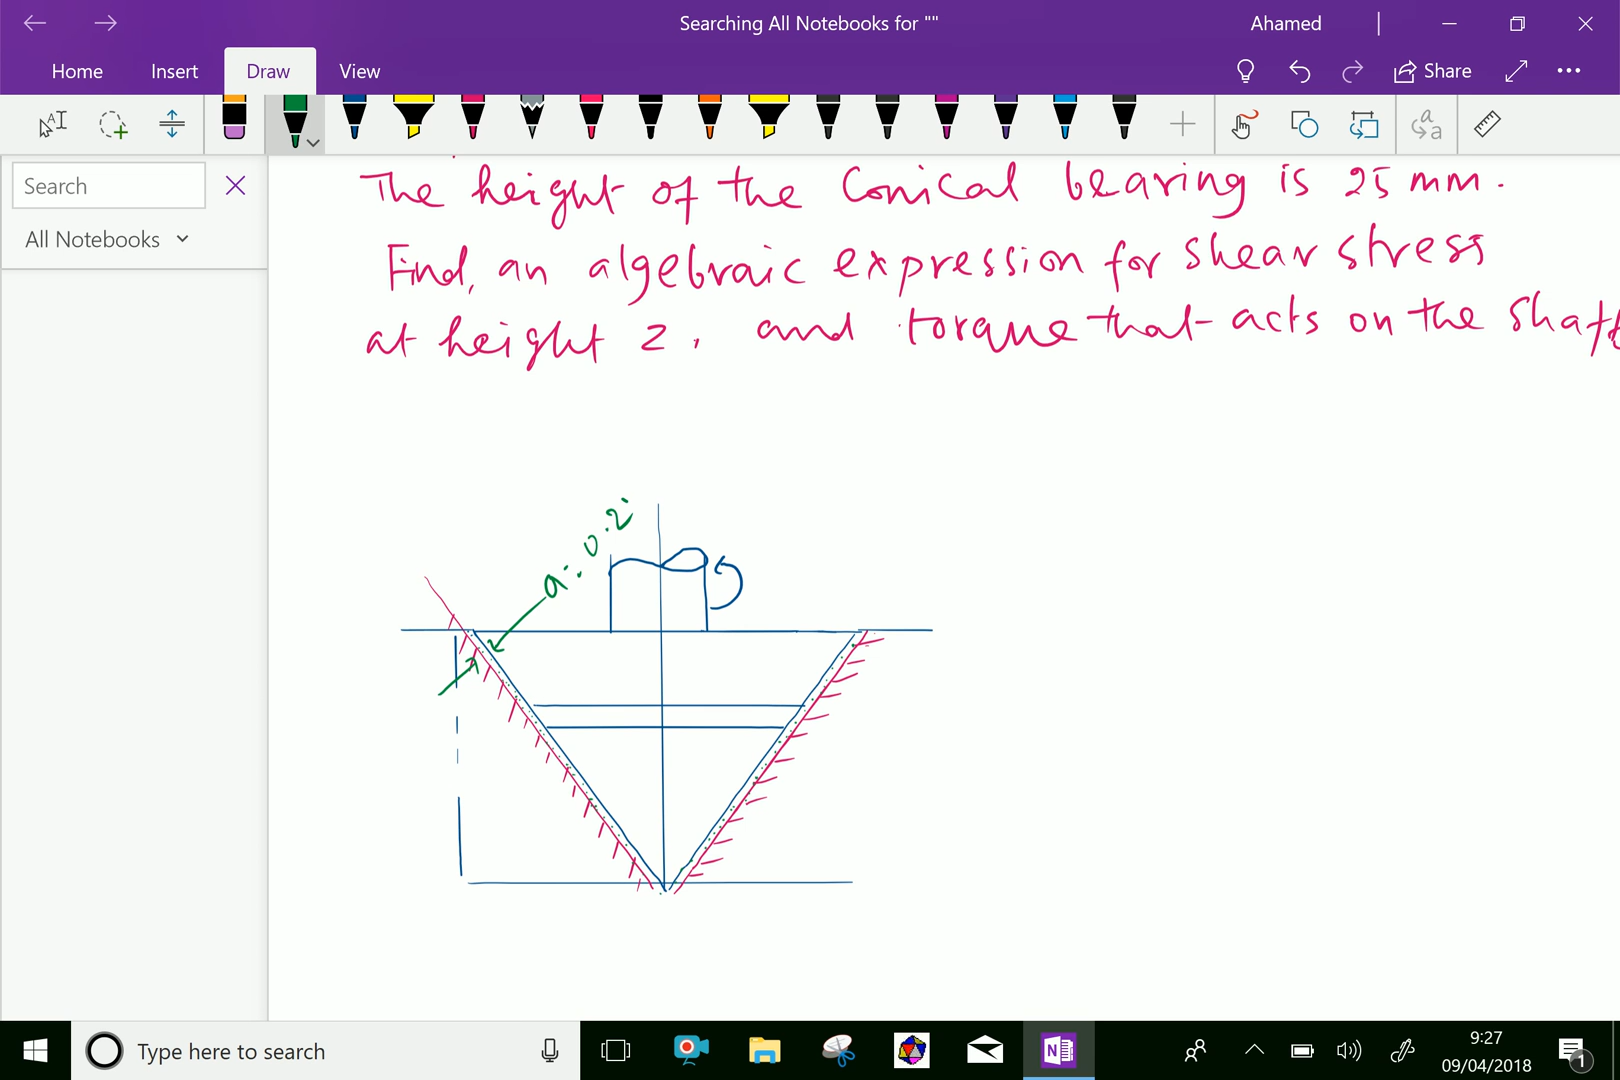 Searching All Notebooks for ""
Ahamed
Home Insert Draw View
Share
Search
All Notebooks
The height of the Conical bearing is 25 mm.
Find, an algebraic expression for shear stress
at height z, and torque that acts on the shaft
a: 0.2
Type here to search
9:27
09/04/2018
1